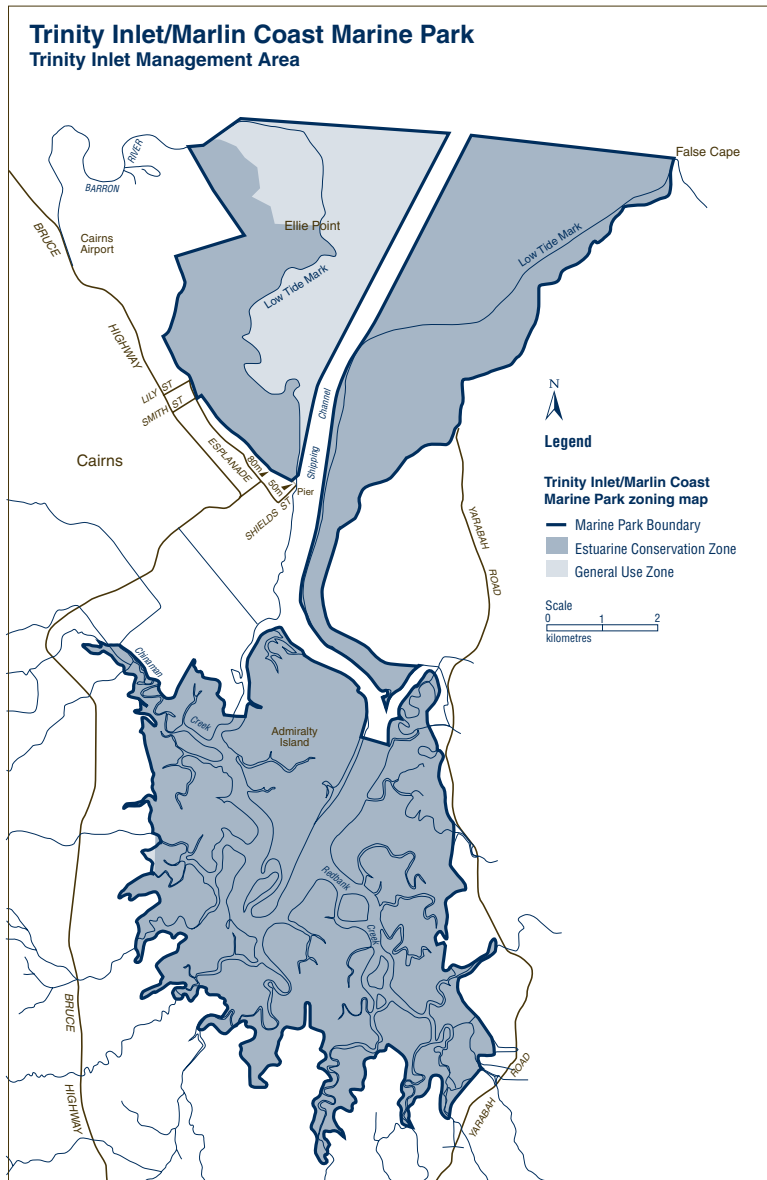 Trinity Inlet/Marlin Coast Marine Park
Trinity Inlet Management Area
False Cape
RIVER
BARRON
BRUCE
Cairns
Airport
Ellie Point
Low Tide Mark
Low Tide Mark
HIGHWAY
LILY ST
SMITH ST
ESPLANADE
80m
50m
Pier
SHIELDS ST
Cairns
Shipping Channel
N
Legend
Trinity Inlet/Marlin Coast
Marine Park zoning map
Marine Park Boundary
Estuarine Conservation Zone
General Use Zone
Scale
0 1 2
kilometres
YARABAH
ROAD
Chinaman
Creek
Admiralty
Island
Redbank
Creek
BRUCE
HIGHWAY
YARABAH ROAD